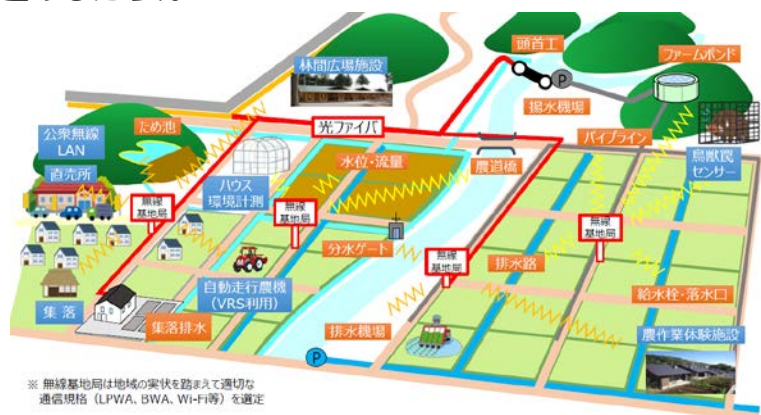 頭首工
ファームポンド
林間広場施設
P
揚水機場
公衆無線
LAN
ため池
光ファイバ
パイプライン
鳥獣罠
センサー
直売所
水位・流量
農道橋
ハウス
環境計測
無線
基地局
無線
基地局
無線
基地局
分水ゲート
無線
基地局
排水路
自動走行農機
(VRS利用)
給水栓・落水口
集落
集落排水
排水機場
農作業体験施設
P
※ 無線基地局は地域の実状を踏まえて適切な
通信規格（LPWA、BWA、Wi-Fi等）を選定